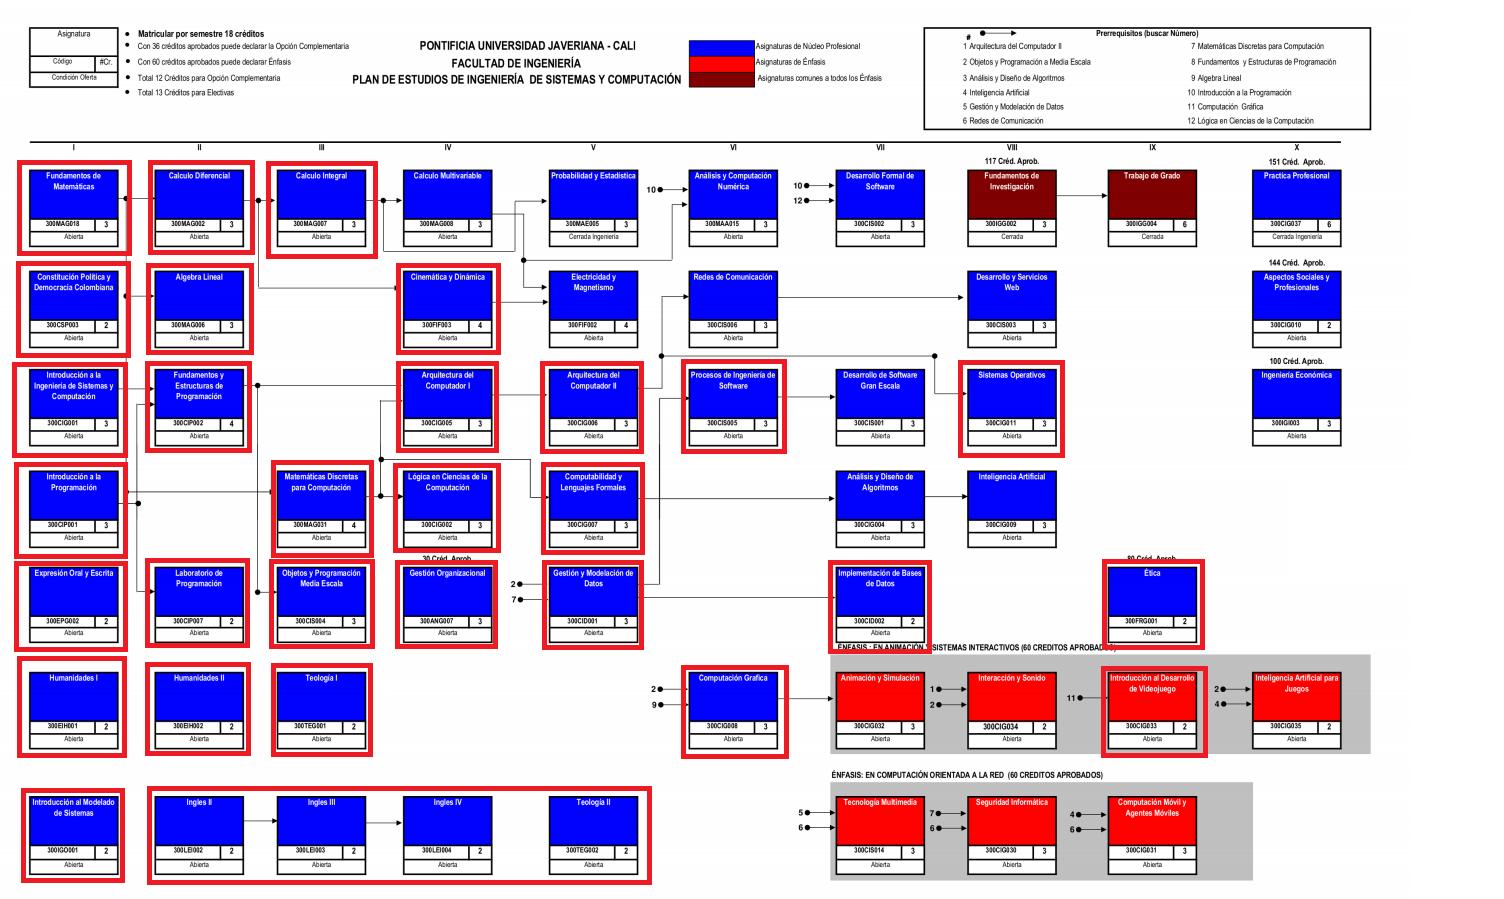 Asignatura
Código #Cr.
Condición Oferta
● Matricular por semestre 18 créditos
● Con 36 créditos aprobados puede declarar la Opción Complementaria
● Con 60 créditos aprobados puede declarar Énfasis
● Total 12 Créditos para Opción Complementaria
● Total 13 Créditos para Electivas
PONTIFICIA UNIVERSIDAD JAVERIANA - CALI
FACULTAD DE INGENIERÍA
PLAN DE ESTUDIOS DE INGENIERÍA DE SISTEMAS Y COMPUTACIÓN
Asignaturas de Núcleo Profesional
Asignaturas de Énfasis
Asignaturas comunes a todos los Énfasis
# Prerrequisitos (buscar Número)
1 Arquitectura del Computador II
2 Objetos y Programación a Media Escala
3 Análisis y Diseño de Algoritmos
4 Inteligencia Artificial
5 Gestión y Modelación de Datos
6 Redes de Comunicación
7 Matemáticas Discretas para Computación
8 Fundamentos y Estructuras de Programación
9 Algebra Lineal
10 Introducción a la Programación
11 Computación Gráfica
12 Lógica en Ciencias de la Computación
I II III IV V VI VII VIII IX X
117 Créd. Aprob.
151 Créd. Aprob.
Fundamentos de
Matemáticas
300MAG018 3
Abierta
Calculo Diferencial
300MAG002 3
Abierta
Calculo Integral
300MAG007 3
Abierta
Calculo Multivariable
300MAG008 3
Abierta
Probabilidad y Estadística
300MAE005 3
Cerrada Ingeniería
10
Análisis y Computación
Numérica
300MAA015 3
Abierta
10
12
Desarrollo Formal de
Software
300CIS002 3
Abierta
Fundamentos de
Investigación
300IGG002 3
Cerrada
Trabajo de Grado
300IGG004 6
Cerrada
Practica Profesional
300CIG037 6
Cerrada Ingeniería
144 Créd. Aprob.
Constitución Política y
Democracia Colombiana
300CSP003 2
Abierta
Algebra Lineal
300MAG006 3
Abierta
Cinemática y Dinámica
300FIF003 4
Abierta
Electricidad y
Magnetismo
300FIF002 4
Abierta
Redes de Comunicación
300CIS006 3
Abierta
Desarrollo y Servicios
Web
300CIS003 3
Abierta
Aspectos Sociales y
Profesionales
300CIG010 2
Abierta
100 Créd. Aprob.
Introducción a la
Ingeniería de Sistemas y
Computación
300CIG001 3
Abierta
Fundamentos y
Estructuras de
Programación
300CIP002 4
Abierta
Arquitectura del
Computador I
300CIG005 3
Abierta
Arquitectura del
Computador II
300CIG006 3
Abierta
Procesos de Ingeniería de
Software
300CIS005 3
Abierta
Desarrollo de Software
Gran Escala
300CIS001 3
Abierta
Sistemas Operativos
300CIG011 3
Abierta
Ingeniería Económica
300IGI003 3
Abierta
Introducción a la
Programación
300CIP001 3
Abierta
Matemáticas Discretas
para Computación
300MAG031 4
Abierta
Lógica en Ciencias de la
Computación
300CIG002 3
Abierta
Computabilidad y
Lenguajes Formales
300CIG007 3
Abierta
Análisis y Diseño de
Algoritmos
300CIG004 3
Abierta
Inteligencia Artificial
300CIG009 3
Abierta
30 Créd. Aprob.
80 Créd. Aprob.
Expresión Oral y Escrita
300EPG002 2
Abierta
Laboratorio de
Programación
300CIP007 2
Abierta
Objetos y Programación
Media Escala
300CIS004 3
Abierta
Gestión Organizacional
300ANG007 3
Abierta
2
7
Gestión y Modelación de
Datos
300CID001 3
Abierta
Implementación de Bases
de Datos
300CID002 2
Abierta
Ética
300FRG001 2
Abierta
ÉNFASIS : EN ANIMACIÓN Y SISTEMAS INTERACTIVOS (60 CREDITOS APROBADOS)
Humanidades I
300EIH001 2
Abierta
Humanidades II
300EIH002 2
Abierta
Teología I
300TEG001 2
Abierta
2
9
Computación Grafica
300CIG008 3
Abierta
Animación y Simulación
300CIG032 3
Abierta
1
2
Interacción y Sonido
300CIG034 2
Abierta
11
Introducción al Desarrollo
de Videojuego
300CIG033 2
Abierta
2
4
Inteligencia Artificial para
Juegos
300CIG035 2
Abierta
ÉNFASIS: EN COMPUTACIÓN ORIENTADA A LA RED (60 CREDITOS APROBADOS)
Introducción al Modelado
de Sistemas
300IGO001 2
Abierta
Ingles II
300LEI002 2
Abierta
Ingles III
300LEI003 2
Abierta
Ingles IV
300LEI004 2
Abierta
Teología II
300TEG002 2
Abierta
5
6
Tecnología Multimedia
300CIS014 3
Abierta
7
6
Seguridad Informática
300CIG030 3
Abierta
4
6
Computación Móvil y
Agentes Móviles
300CIG031 3
Abierta